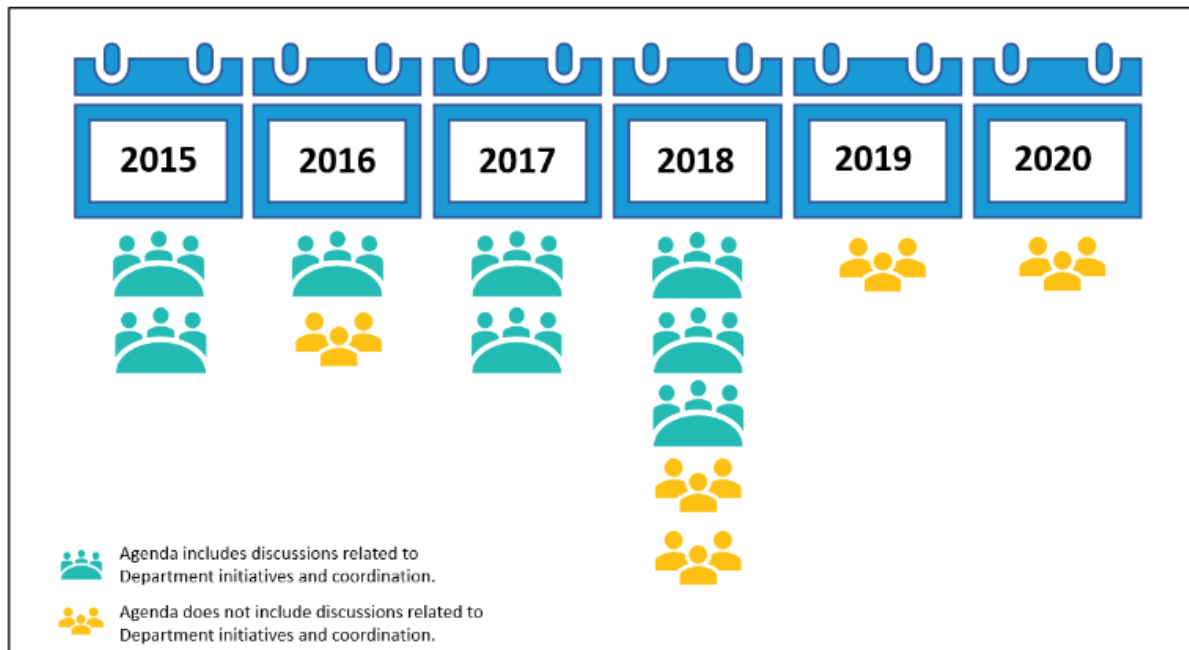 2015
2016
2017
2018
2019
2020
Agenda includes discussions related to
Department initiatives and coordination.
Agenda does not include discussions related to
Department initiatives and coordination.